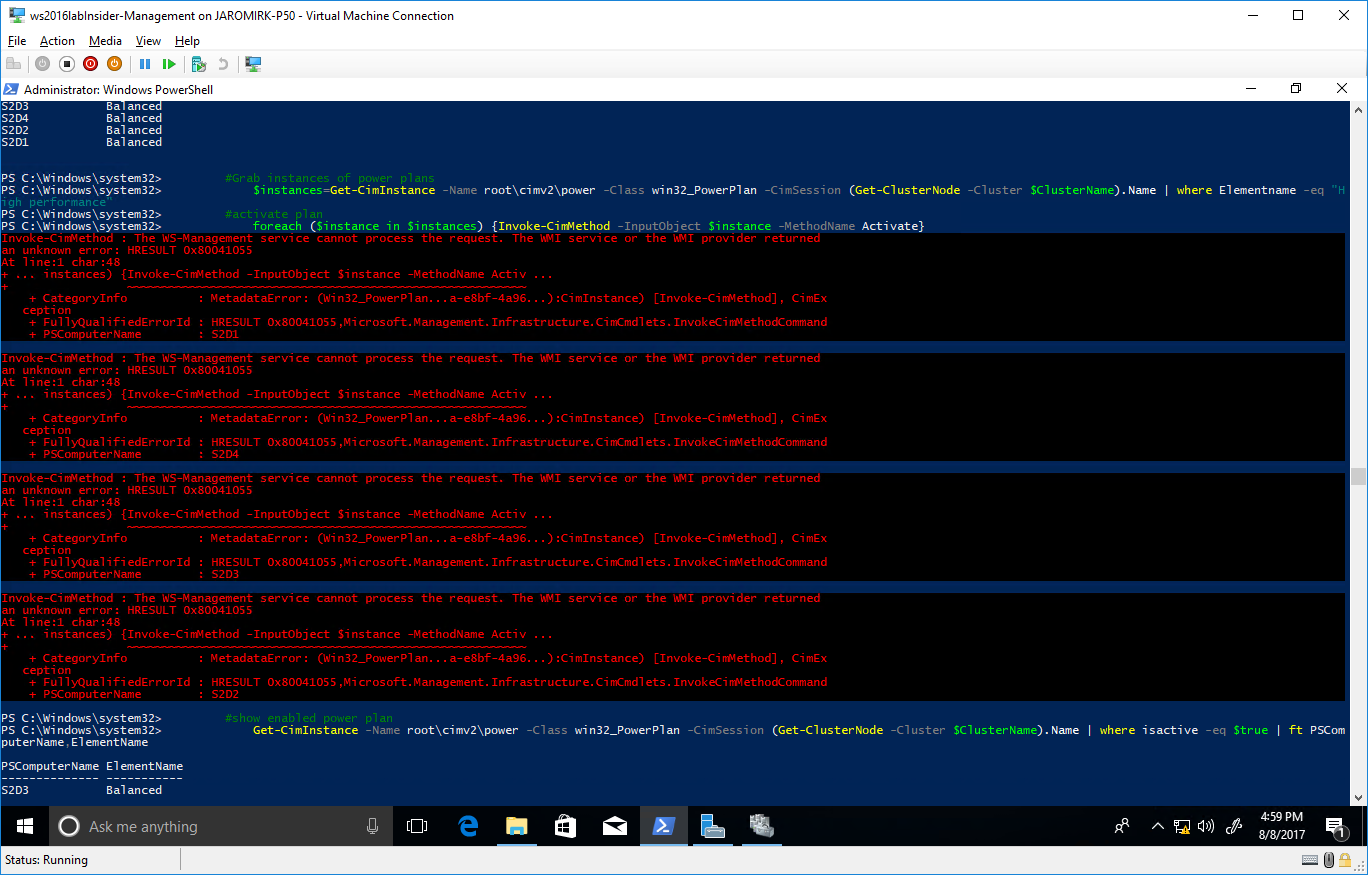 ws2016labInsider-Management on JAROMIRK-P50 - Virtual Machine Connection
File Action Media View Help
Administrator: Windows PowerShell
S2D3 Balanced
S2D4 Balanced
S2D2 Balanced
S2D1 Balanced
PS C:\Windows\system32> #Grab instances of power plans
PS C:\Windows\system32> $instances=Get-CimInstance -Name root\cimv2\power -Class win32_PowerPlan -CimSession (Get-ClusterNode -Cluster $ClusterName).Name | where Elementname -eq "H
igh performance"
PS C:\Windows\system32> #activate plan
PS C:\Windows\system32> foreach ($instance in $instances) {Invoke-CimMethod -InputObject $instance -MethodName Activate}
Invoke-CimMethod : The WS-Management service cannot process the request. The WMI service or the WMI provider returned
an unknown error: HRESULT 0x80041055
At line:1 char:48
+ ... instances) {Invoke-CimMethod -InputObject $instance -MethodName Activ ...
+ ~~~~~~~~~~~~~~~~~~~~~~~~~~~~~~~~~~~~~~~~~~~~~~~~~~~~~~~~~
+ CategoryInfo : MetadataError: (Win32_PowerPlan...a-e8bf-4a96...):CimInstance) [Invoke-CimMethod], CimEx
ception
+ FullyQualifiedErrorId : HRESULT 0x80041055,Microsoft.Management.Infrastructure.CimCmdlets.InvokeCimMethodCommand
+ PSComputerName : S2D1
Invoke-CimMethod : The WS-Management service cannot process the request. The WMI service or the WMI provider returned
an unknown error: HRESULT 0x80041055
At line:1 char:48
+ ... instances) {Invoke-CimMethod -InputObject $instance -MethodName Activ ...
+ ~~~~~~~~~~~~~~~~~~~~~~~~~~~~~~~~~~~~~~~~~~~~~~~~~~~~~~~~~
+ CategoryInfo : MetadataError: (Win32_PowerPlan...a-e8bf-4a96...):CimInstance) [Invoke-CimMethod], CimEx
ception
+ FullyQualifiedErrorId : HRESULT 0x80041055,Microsoft.Management.Infrastructure.CimCmdlets.InvokeCimMethodCommand
+ PSComputerName : S2D4
Invoke-CimMethod : The WS-Management service cannot process the request. The WMI service or the WMI provider returned
an unknown error: HRESULT 0x80041055
At line:1 char:48
+ ... instances) {Invoke-CimMethod -InputObject $instance -MethodName Activ ...
+ ~~~~~~~~~~~~~~~~~~~~~~~~~~~~~~~~~~~~~~~~~~~~~~~~~~~~~~~~~
+ CategoryInfo : MetadataError: (Win32_PowerPlan...a-e8bf-4a96...):CimInstance) [Invoke-CimMethod], CimEx
ception
+ FullyQualifiedErrorId : HRESULT 0x80041055,Microsoft.Management.Infrastructure.CimCmdlets.InvokeCimMethodCommand
+ PSComputerName : S2D3
Invoke-CimMethod : The WS-Management service cannot process the request. The WMI service or the WMI provider returned
an unknown error: HRESULT 0x80041055
At line:1 char:48
+ ... instances) {Invoke-CimMethod -InputObject $instance -MethodName Activ ...
+ ~~~~~~~~~~~~~~~~~~~~~~~~~~~~~~~~~~~~~~~~~~~~~~~~~~~~~~~~~
+ CategoryInfo : MetadataError: (Win32_PowerPlan...a-e8bf-4a96...):CimInstance) [Invoke-CimMethod], CimEx
ception
+ FullyQualifiedErrorId : HRESULT 0x80041055,Microsoft.Management.Infrastructure.CimCmdlets.InvokeCimMethodCommand
+ PSComputerName : S2D2
PS C:\Windows\system32> #show enabled power plan
PS C:\Windows\system32> Get-CimInstance -Name root\cimv2\power -Class win32_PowerPlan -CimSession (Get-ClusterNode -Cluster $ClusterName).Name | where isactive -eq $true | ft PSCom
puterName,ElementName
PSComputerName ElementName
-------------- -----------
S2D3 Balanced
Ask me anything
4:59 PM
8/8/2017
1
Status: Running